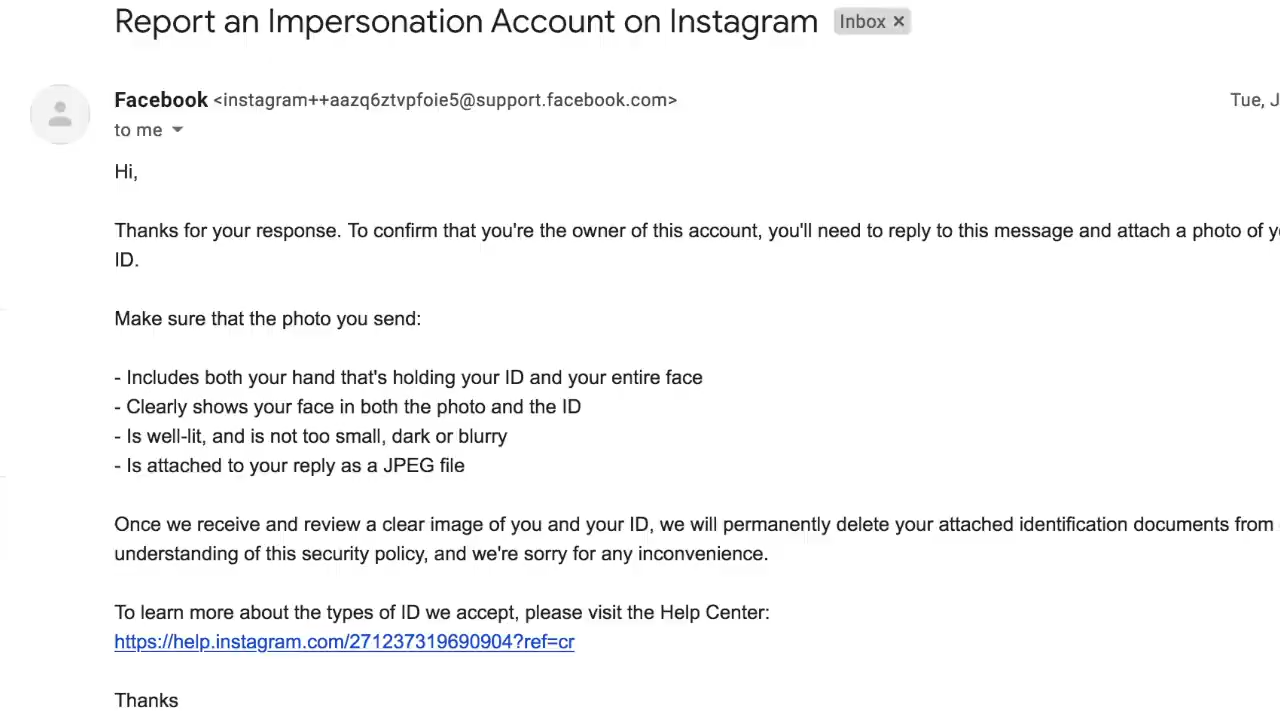 Report an Impersonation Account on Instagram Inbox ×
Facebook <instagram++aazq6ztvpfoie5@support.facebook.com> Tue, J
to me
Hi,
Thanks for your response. To confirm that you're the owner of this account, you'll need to reply to this message and attach a photo of
ID.
Make sure that the photo you send:
- Includes both your hand that's holding your ID and your entire face
- Clearly shows your face in both the photo and the ID
- Is well-lit, and is not too small, dark or blurry
- Is attached to your reply as a JPEG file
Once we receive and review a clear image of you and your ID, we will permanently delete your attached identification documents from
understanding of this security policy, and we're sorry for any inconvenience.
To learn more about the types of ID we accept, please visit the Help Center:
https://help.instagram.com/271237319690904?ref=cr
Thanks